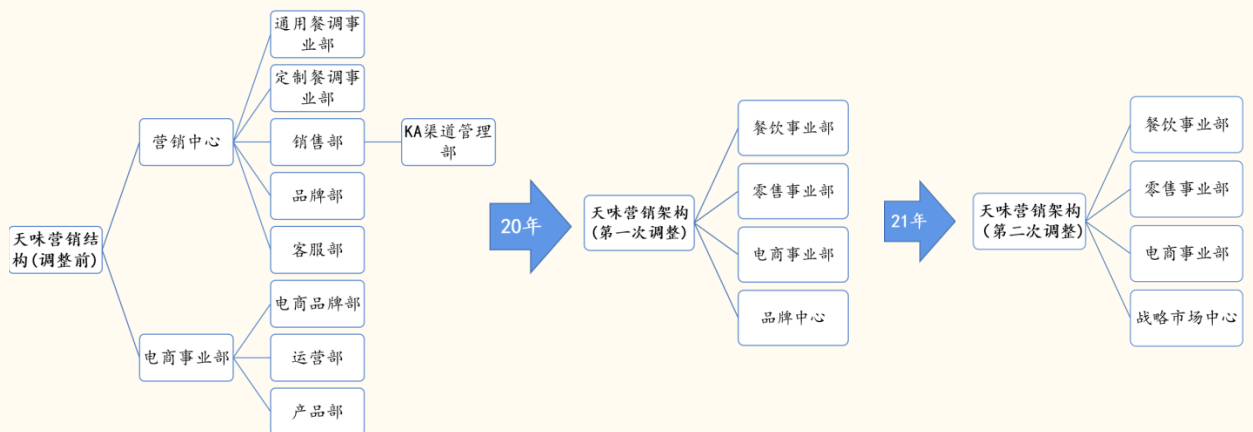 通用餐调事
业部
定制餐调事
业部
营销中心
销售部
KA渠道管理
部
品牌部
客服部
天味营销结
构(调整前)
电商品牌部
电商事业部
运营部
产品部
20年
天味营销架构
(第一次调整)
餐饮事业部
零售事业部
电商事业部
品牌中心
21年
天味营销架构
(第二次调整)
餐饮事业部
零售事业部
电商事业部
战略市场中心